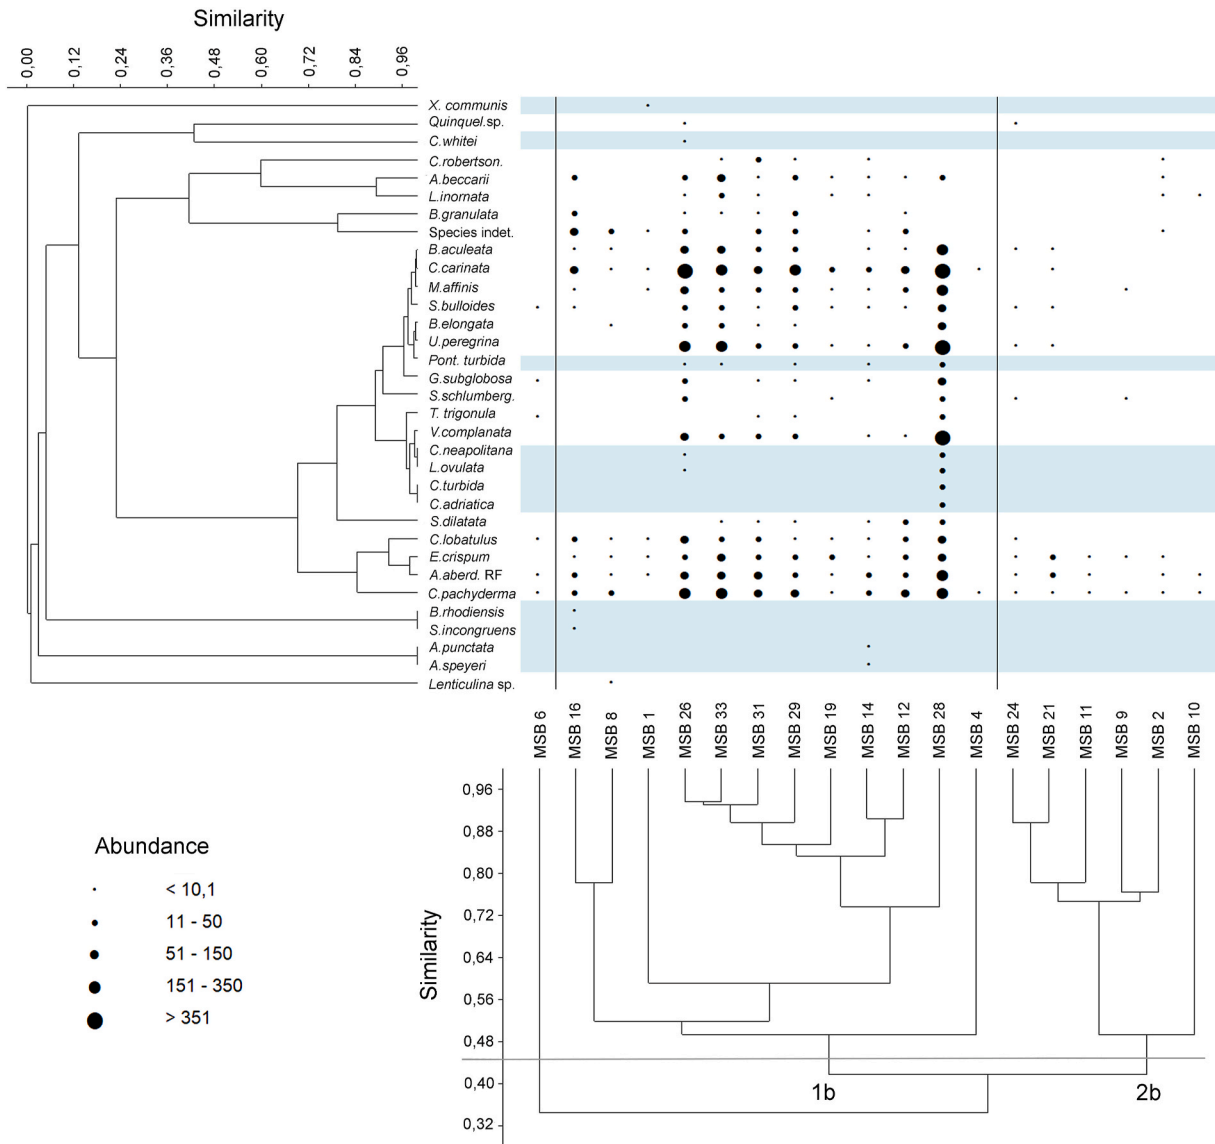 Similarity
0,00 0,12 0,24 0,36 0,48 0,60 0,72 0,84 0,96
X. communis
Quinquel.sp.
C.whitei
C.robertson.
A.beccarii
L.inornata
B.granulata
Species indet.
B.aculeata
C.carinata
M.affinis
S.bulloides
B.elongata
U.peregrina
Pont. turbida
G.subglobosa
S.schlumberg.
T. trigonula
V.complanata
C.neapolitana
L.ovulata
C.turbida
C.adriatica
S.dilatata
C.lobatulus
E.crispum
A.aberd. RF
C.pachyderma
B.rhodiensis
S.incongruens
A.punctata
A.speyeri
Lenticulina sp.
MSB 6 MSB 16 MSB 8 MSB 1 MSB 26 MSB 33 MSB 31 MSB 29 MSB 19 MSB 14 MSB 12 MSB 28 MSB 4 MSB 24 MSB 21 MSB 11 MSB 9 MSB 2 MSB 10
Similarity
0,96
0,88
0,80
0,72
0,64
0,56
0,48
0,40
0,32
1b 2b
Abundance
< 10,1
11 - 50
51 - 150
151 - 350
> 351